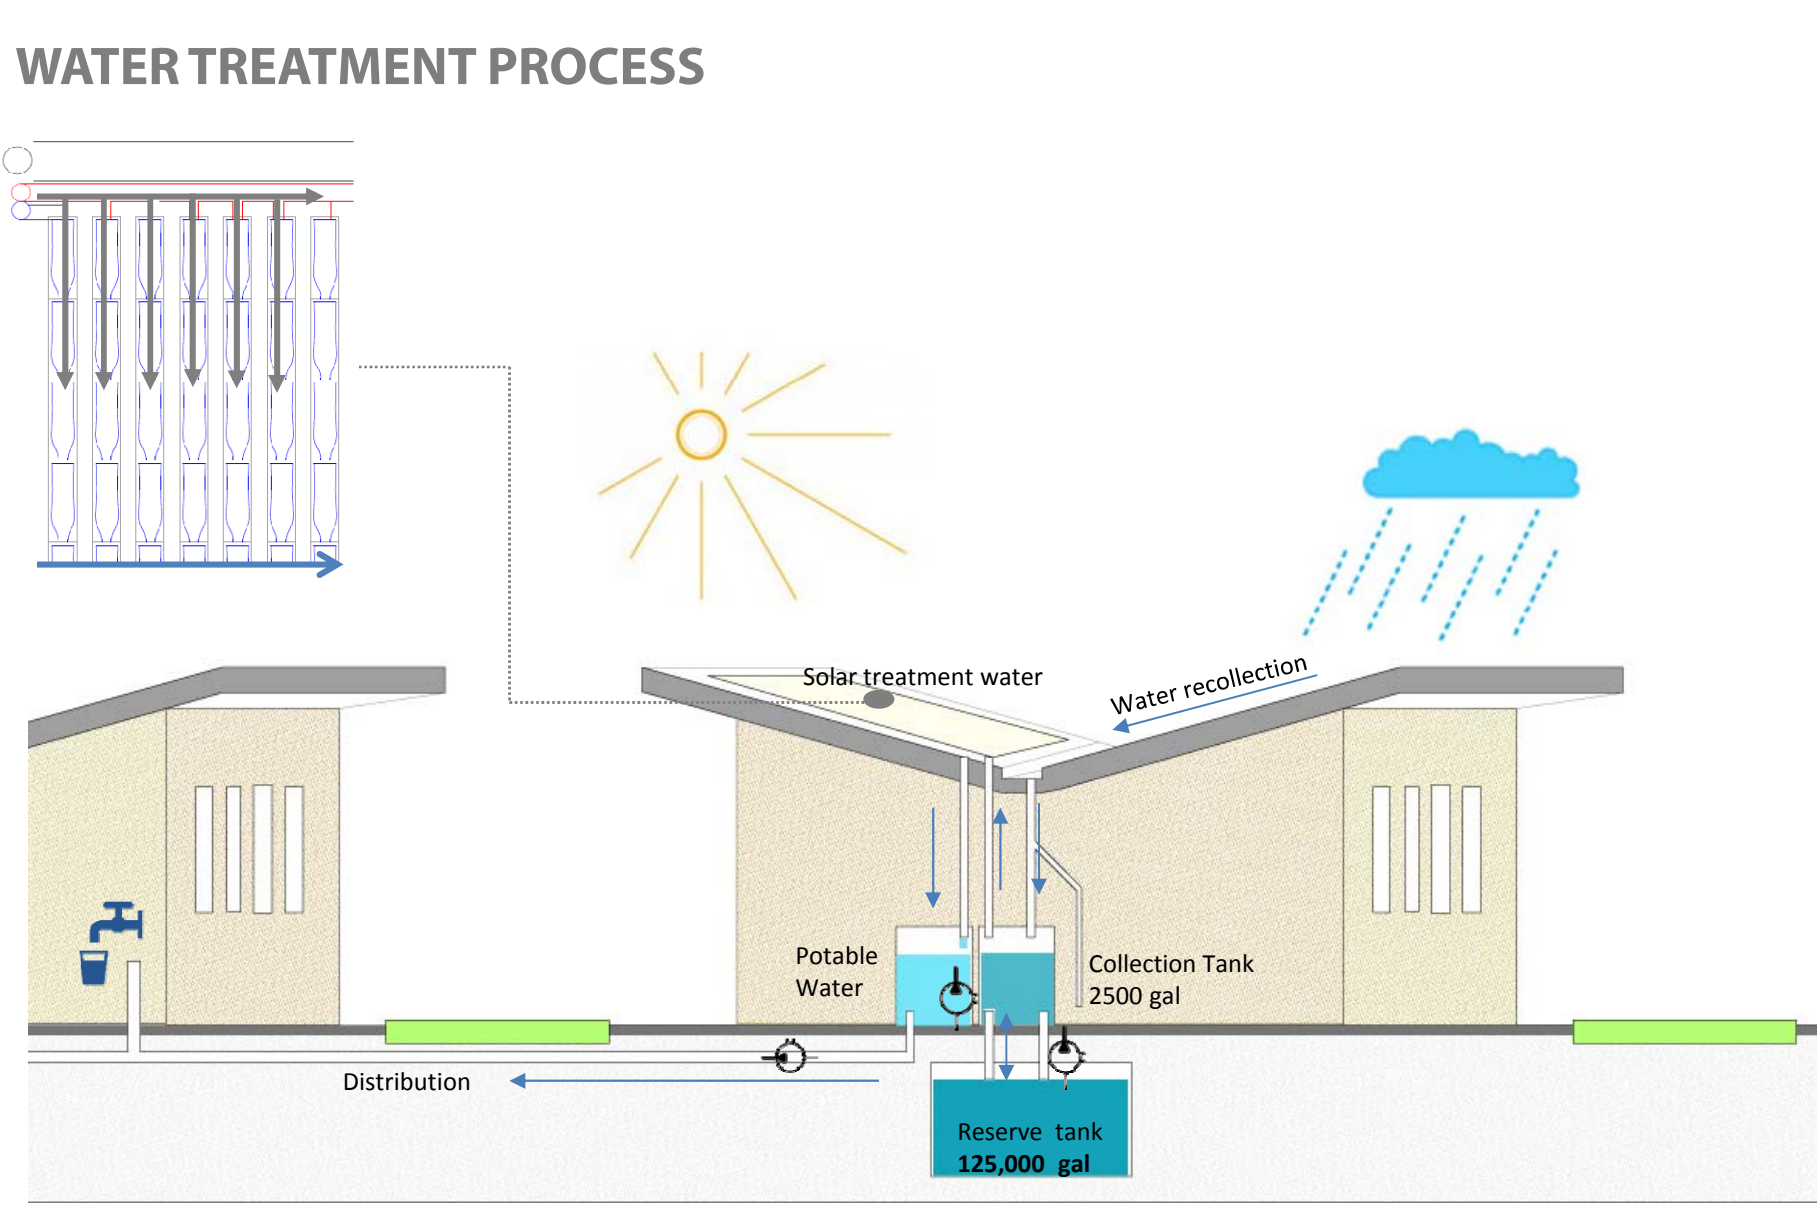 WATER TREATMENT PROCESS
Solar treatment water
Water recollection
Potable
Water
Collection Tank
2500 gal
Distribution
Reserve tank
125,000 gal